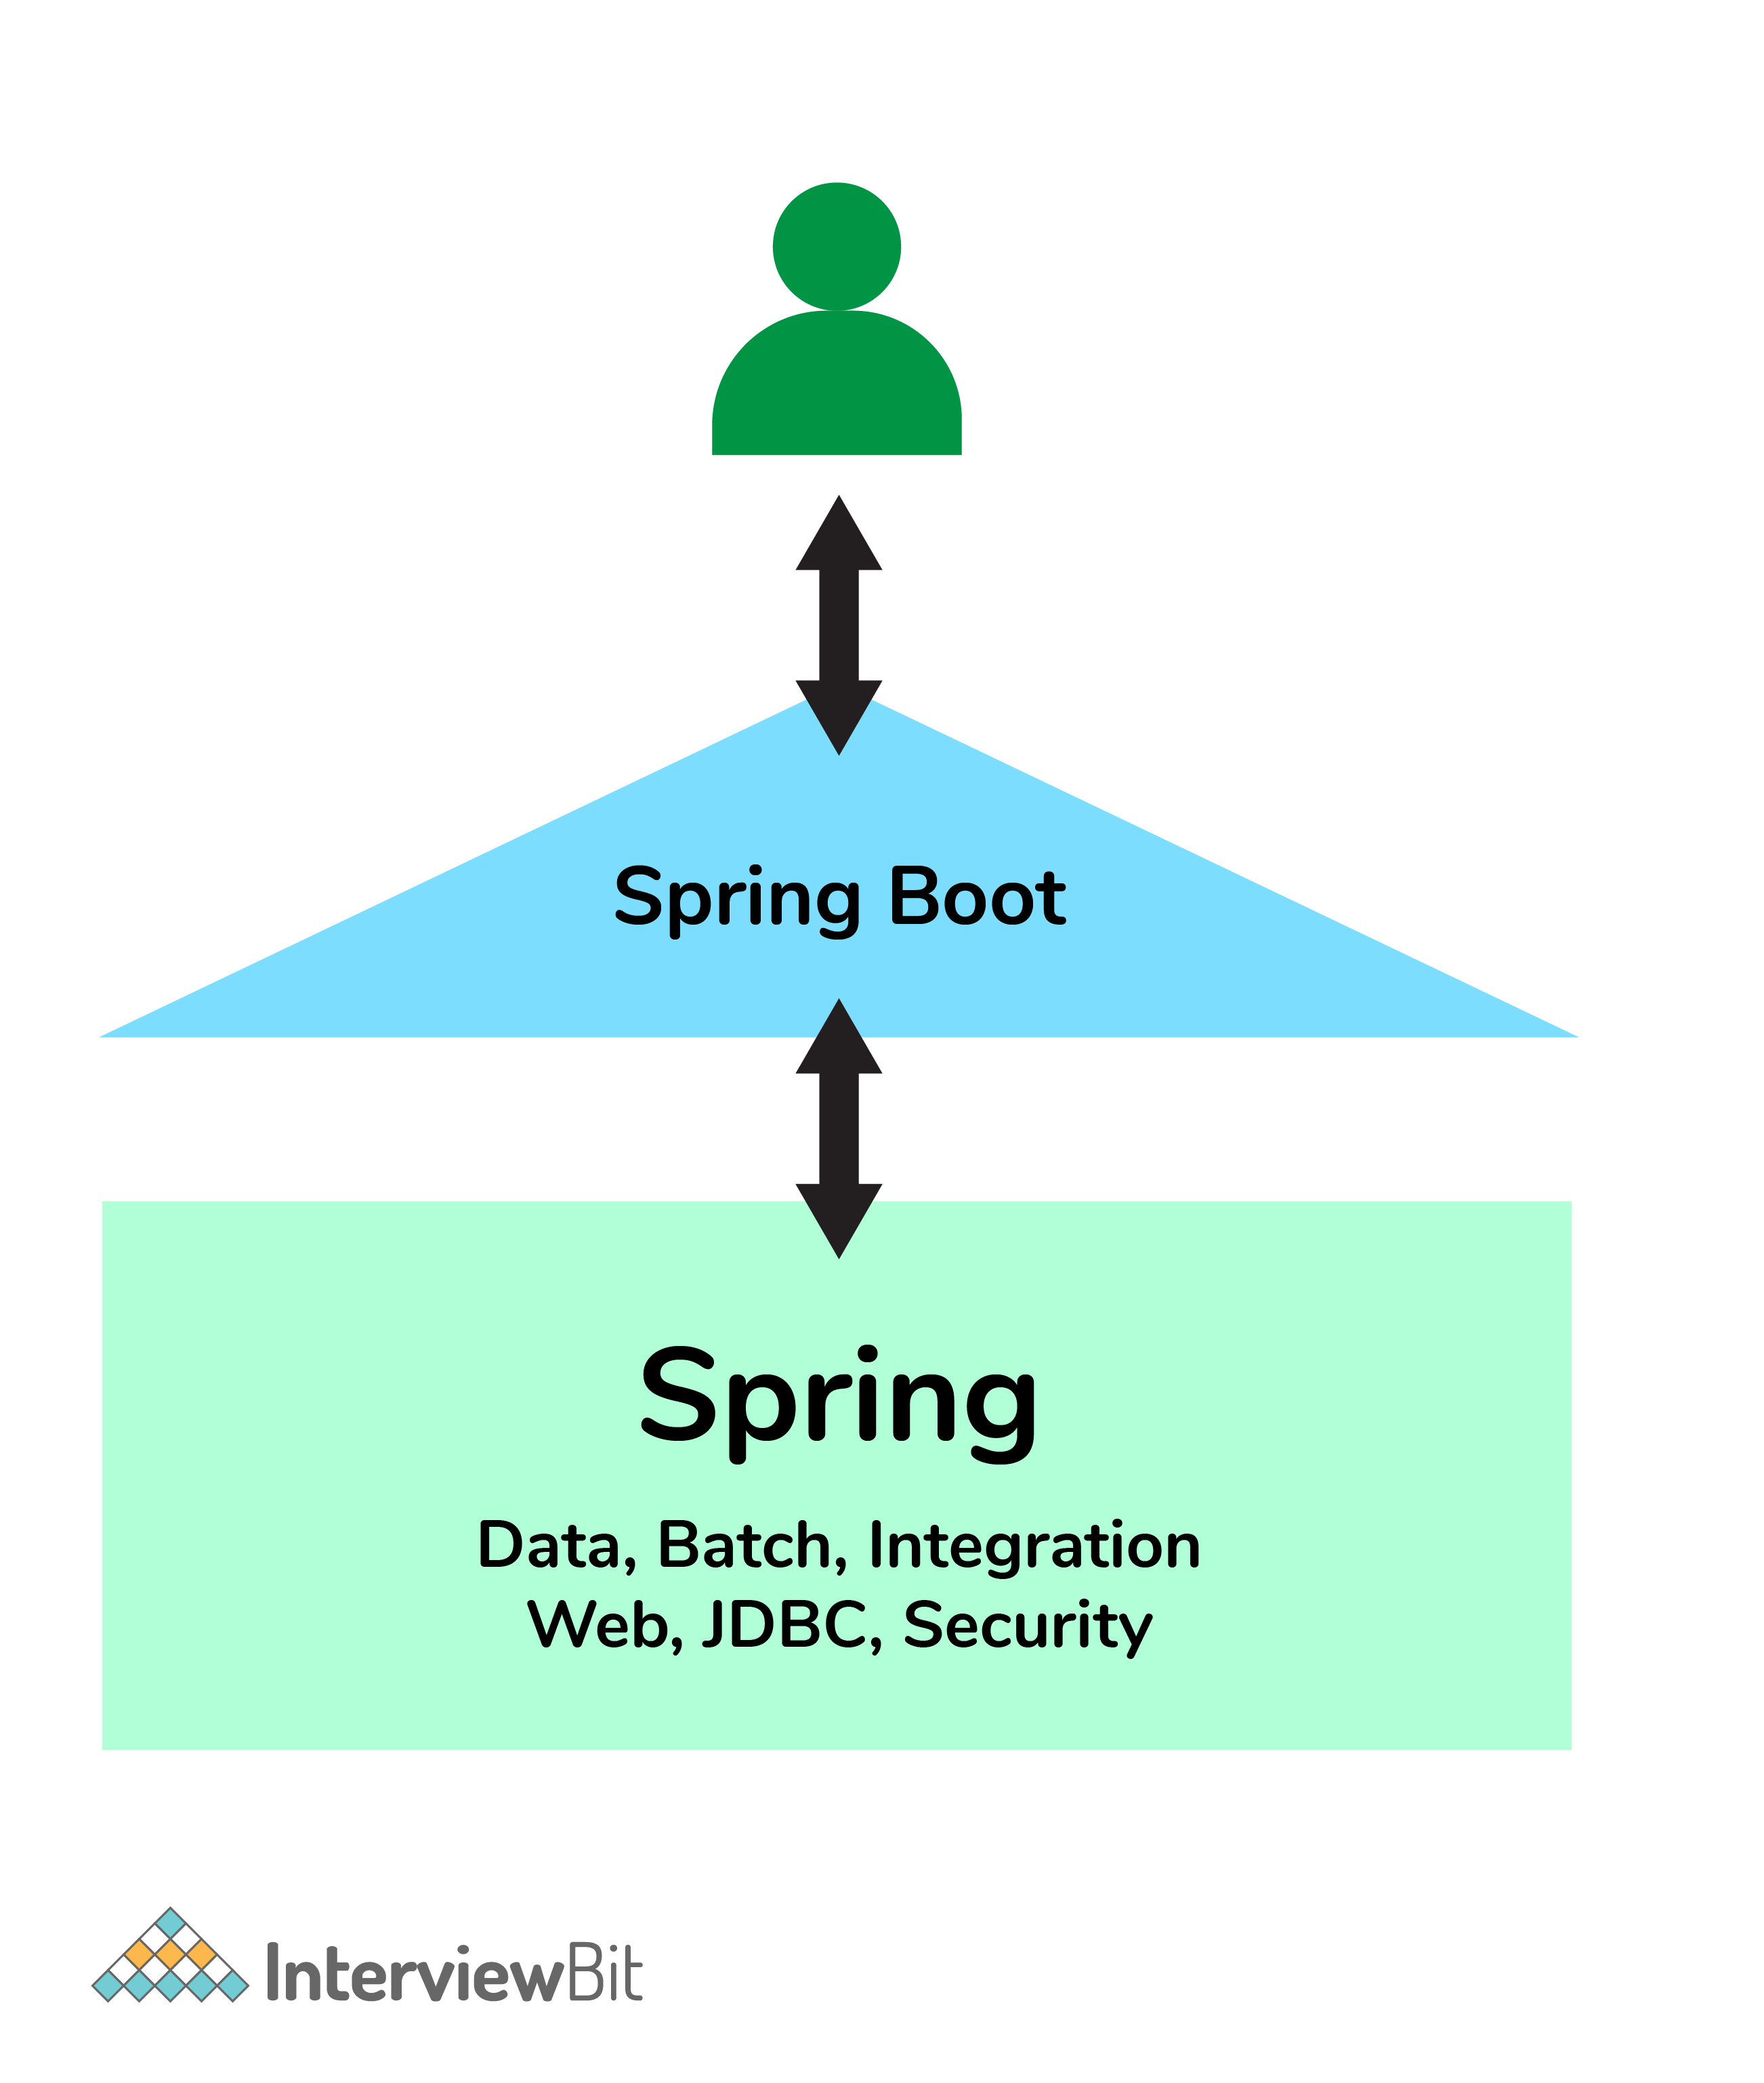 Spring Boot
Spring
Data, Batch, Integration
Web, JDBC, Security
InterviewBit